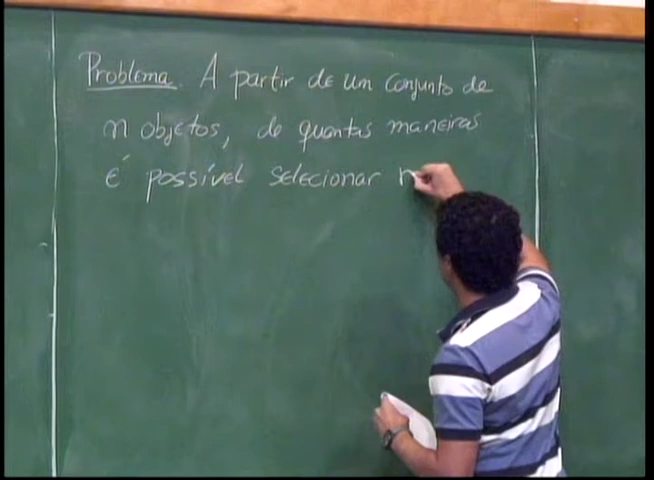 Problema. A partir de um conjunto de
n objetos, de quantas maneiras
é possível selecionar